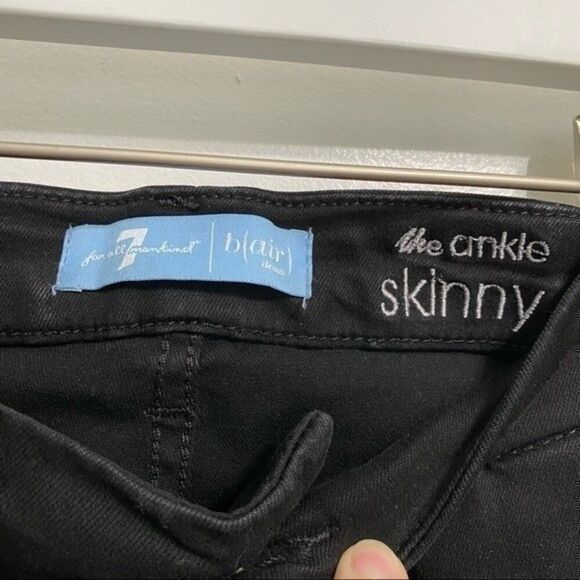 7
for all mankind®
b(air)
denim
the ankle
skinny